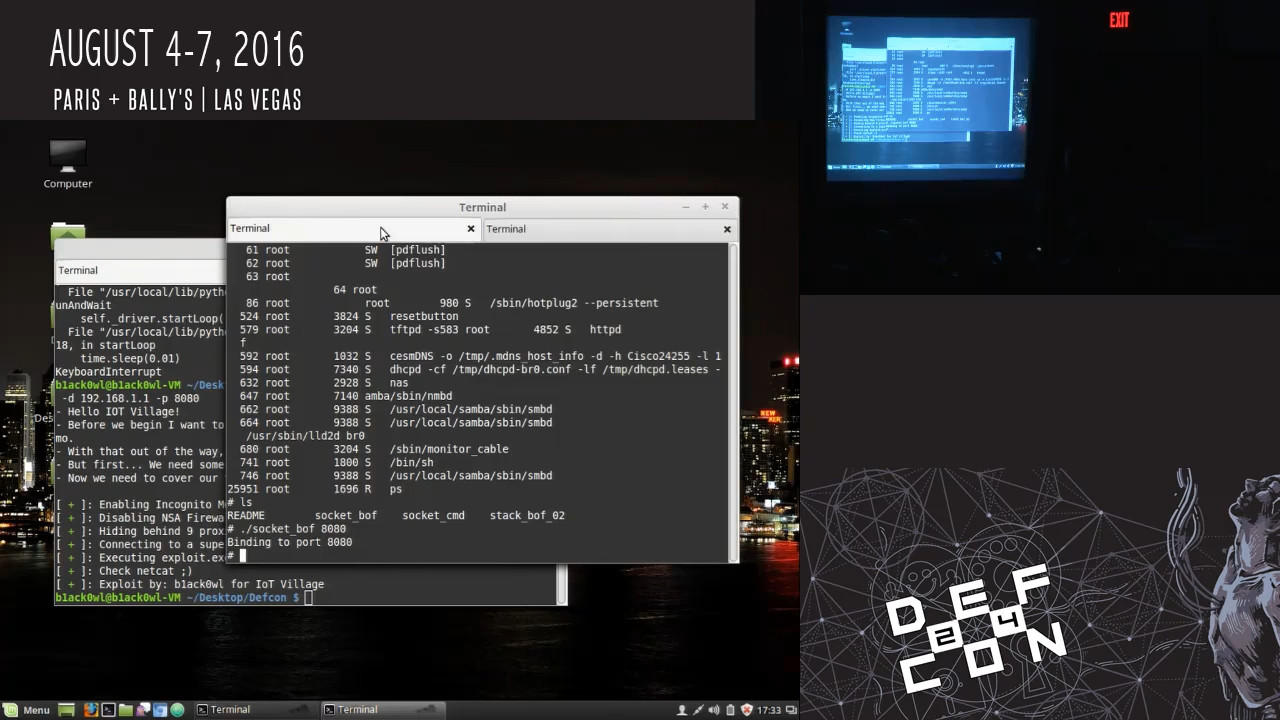 AUGUST 4-7, 2016
PARIS + BALLY'S, LAS VEGAS
EXIT
Computer
Terminal
Terminal
Terminal
61 root SW [pdflush]
62 root SW [pdflush]
63 root
64 root
86 root root 980 S /sbin/hotplug2 --persistent
524 root 3824 S resetbutton
579 root 3204 S tftpd -s583 root 4852 S httpd
f
592 root 1032 S cesmDNS -o /tmp/.mdns_host_info -d -h Cisco24255 -l 1
594 root 7340 S dhcpd -cf /tmp/dhcpd-br0.conf -lf /tmp/dhcpd.leases -
632 root 2928 S nas
647 root 7140 amba/sbin/nmbd
662 root 9388 S /usr/local/samba/sbin/smbd
664 root 9388 S /usr/local/samba/sbin/smbd
/usr/sbin/lld2d br0
680 root 3204 S /sbin/monitor_cable
741 root 1800 S /bin/sh
746 root 9388 S /usr/local/samba/sbin/smbd
25951 root 1696 R ps
# ls
README socket_bof socket_cmd stack_bof_02
# ./socket_bof 8080
Binding to port 8080
#
Terminal
File "/usr/local/lib/pyth
unAndWait
self._driver.startLoop(
File "/usr/local/lib/pyth
18, in startLoop
time.sleep(0.01)
KeyboardInterrupt
b1ack0wl@b1ack0wl-VM ~/Desk
-d 192.168.1.1 -p 8080
- Hello IOT Village!
- Before we begin I want to
mo.
- With that out of the way,
- But first... We need some
- Now we need to cover our
[ + ]: Enabling Incognito M
[ + ]: Disabling NSA Firewa
[ + ]: Hiding behind 9 prox
[ + ]: Connecting to a supe
[ + ]: Executing exploit.ex
[ + ]: Check netcat ;)
[ + ]: Exploit by: b1ack0wl for IoT Village
b1ack0wl@b1ack0wl-VM ~/Desktop/Defcon $
NEW
Menu
Terminal
Terminal
17:33
DEF
24
CON